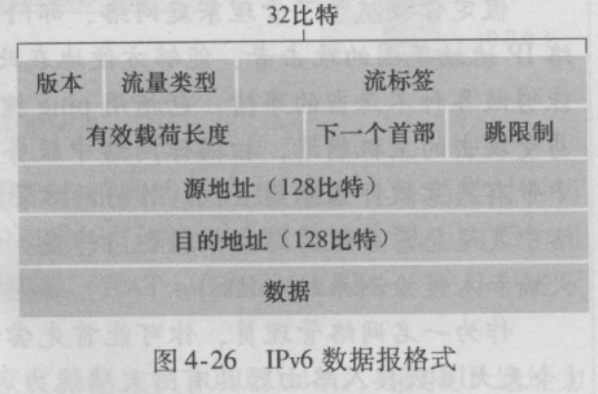 32比特
版本 流量类型 流标签
有效载荷长度 下一个首部 跳限制
源地址（128比特）
目的地址（128比特）
数据
图 4-26 IPv6 数据报格式